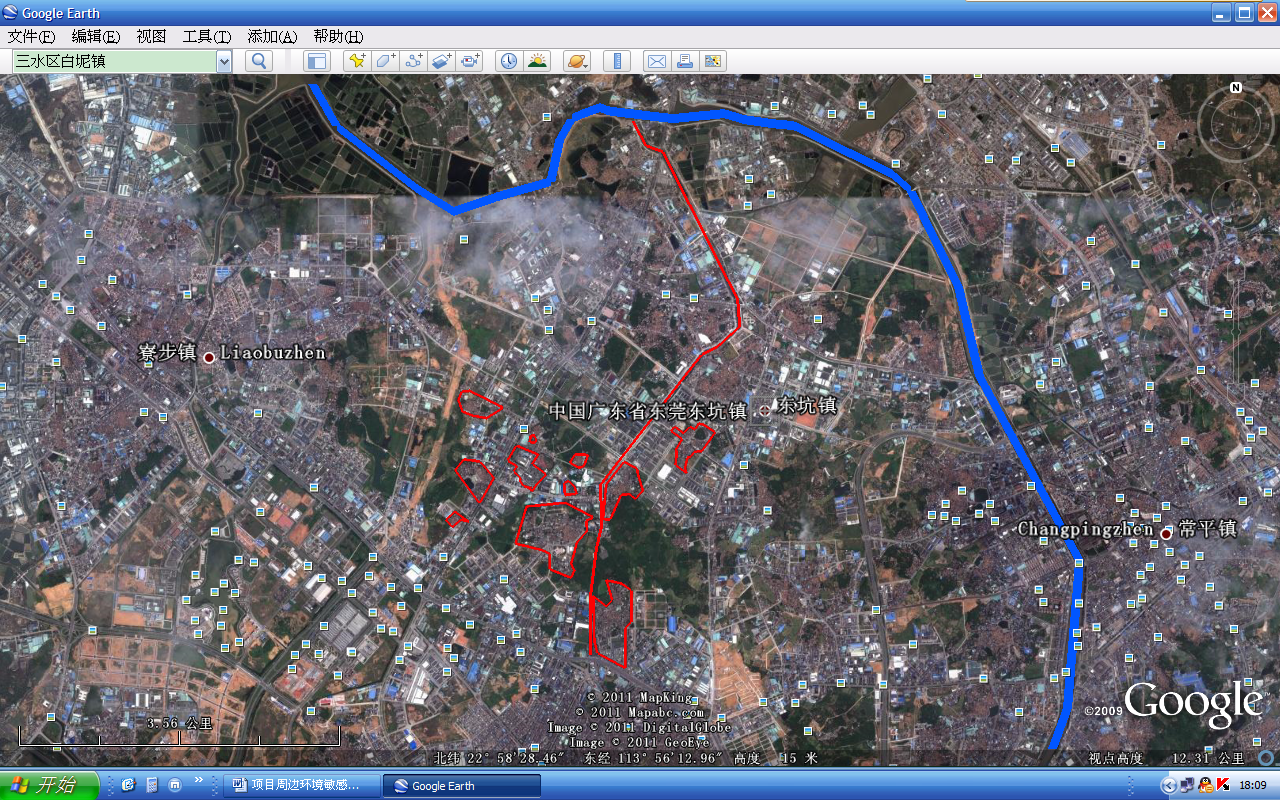 Google Earth
文件(F) 编辑(E) 视图 工具(T) 添加(A) 帮助(H)
三水区白坭镇
N
寮步镇 Liaobuzhen
中国广东省东莞东坑镇 东坑镇
Changpingzhen 常平镇
© 2011 MapKing
© 2011 Mapabc.com
Image © 2011 DigitalGlobe
Image © 2011 GeoEye
©2009 Google™
3.56 公里
北纬 22° 58'28.46" 东经 113° 56'12.96" 高度 15 米 视点高度 12.31 公里
开始 项目周边环境敏感... Google Earth 18:09